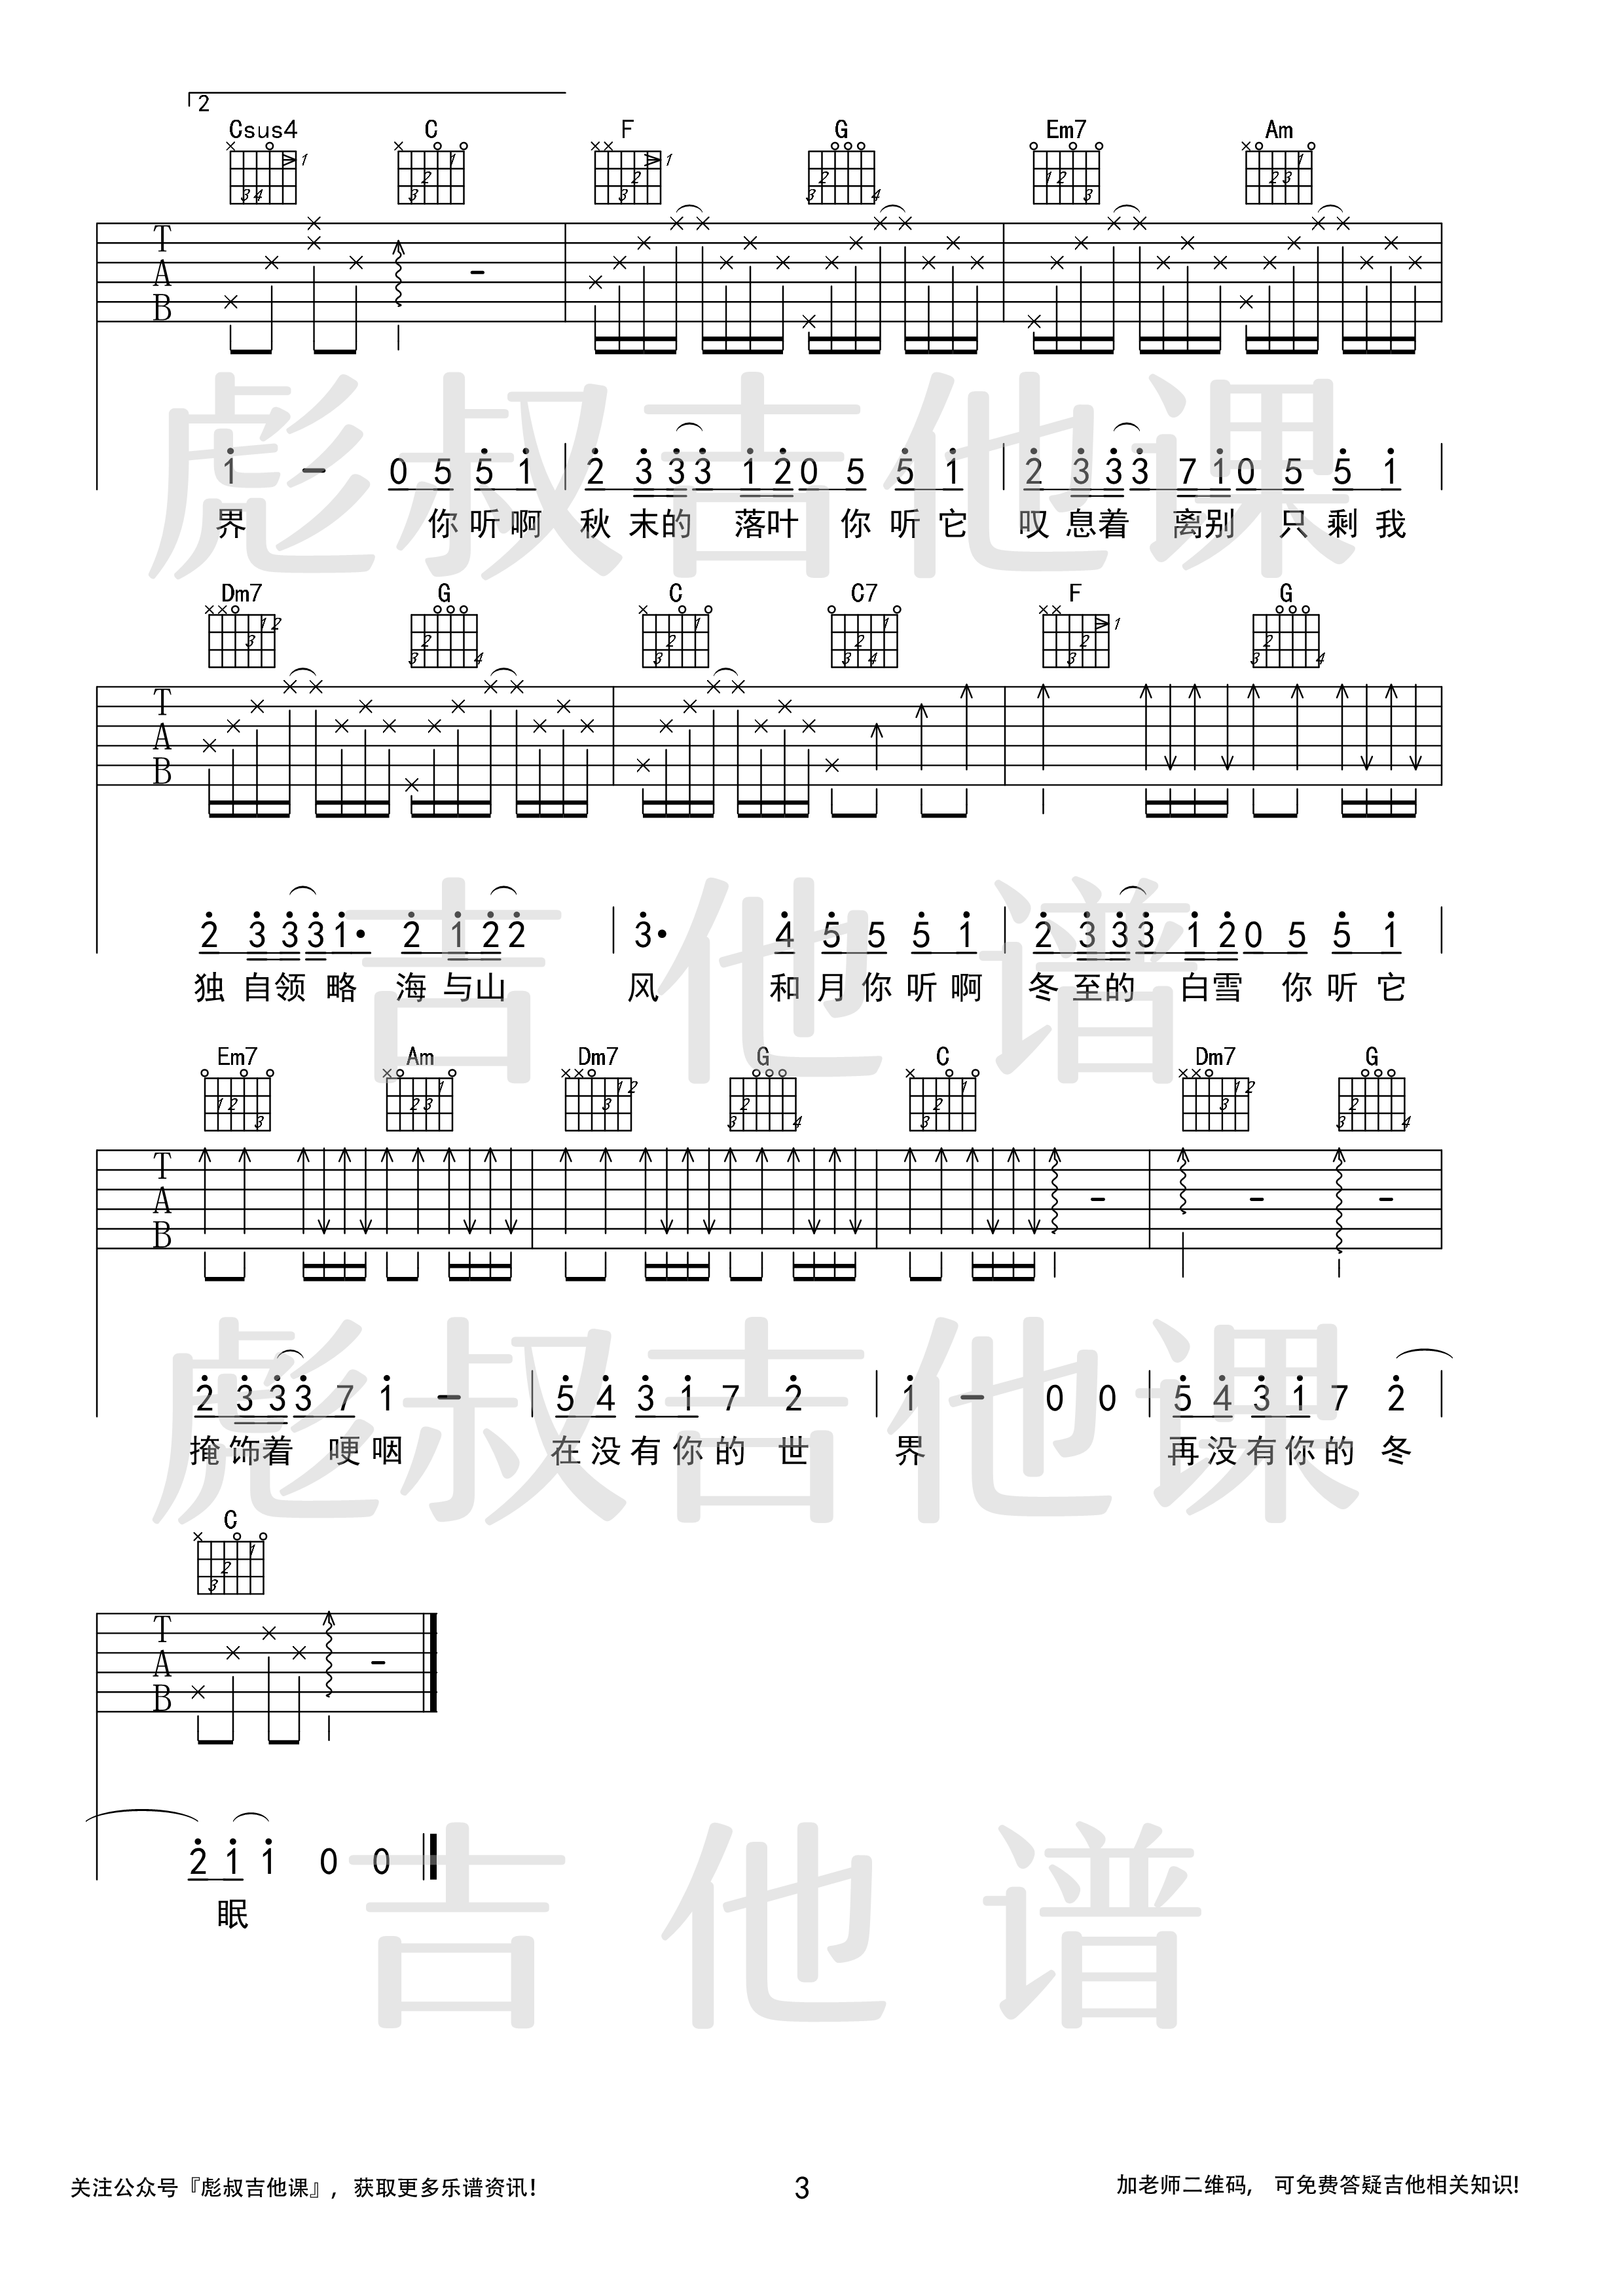 2
Csus4 C F G Em7 Am
T
A
B
1 - 0 5 5 1 2 3 3 3 1 2 0 5 5 1 2 3 3 3 7 1 0 5 5 1
界 你 听 啊 秋 末的 落叶 你 听 它 叹 息着 离别 只 剩 我
Dm7 G C C7 F G
T
A
B
2 3 3 3 1· 2 1 2 2 3· 4 5 5 5 1 2 3 3 3 1 2 0 5 5 1
独 自领 略 海 与山 风 和 月 你 听 啊 冬 至的 白雪 你 听 它
Em7 Am Dm7 G C Dm7 G
T
A
B
2 3 3 3 7 1 - 5 4 3 1 7 2 1 - 0 0 5 4 3 1 7 2
掩 饰着 哽 咽 在 没 有 你 的 世 界 再 没 有 你 的 冬
C
T
A
B
2 1 1 0 0
眠
彪叔吉他课
吉他谱
彪叔吉他课
吉他谱
关注公众号『彪叔吉他课』，获取更多乐谱资讯！ 3 加老师二维码， 可免费答疑吉他相关知识！